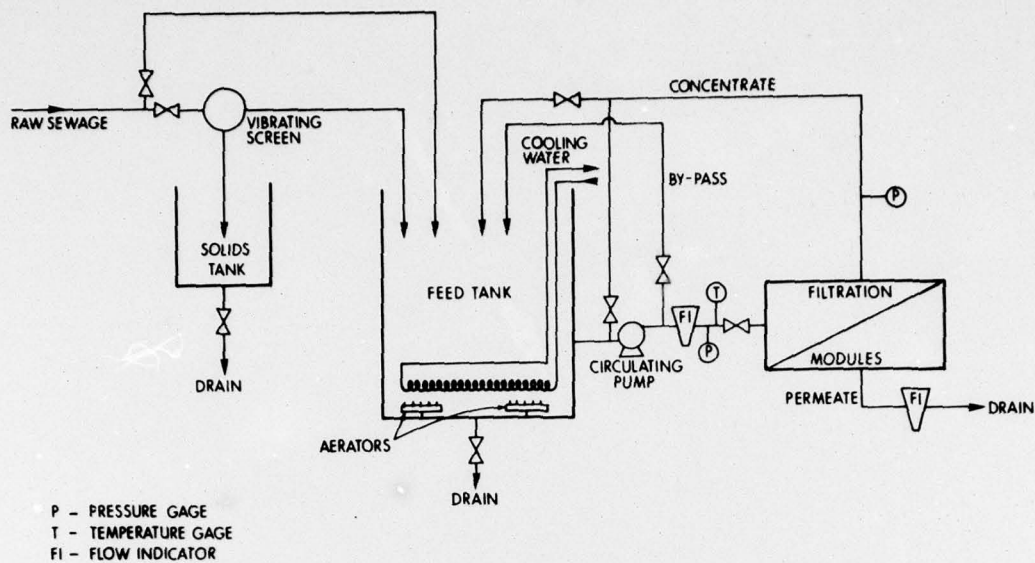 RAW SEWAGE
VIBRATING
SCREEN
SOLIDS
TANK
DRAIN
CONCENTRATE
COOLING
WATER
BY-PASS
P
FEED TANK
T
FI
P
CIRCULATING
PUMP
FILTRATION
MODULES
PERMEATE
FI
DRAIN
AERATORS
DRAIN
P - PRESSURE GAGE
T - TEMPERATURE GAGE
FI - FLOW INDICATOR